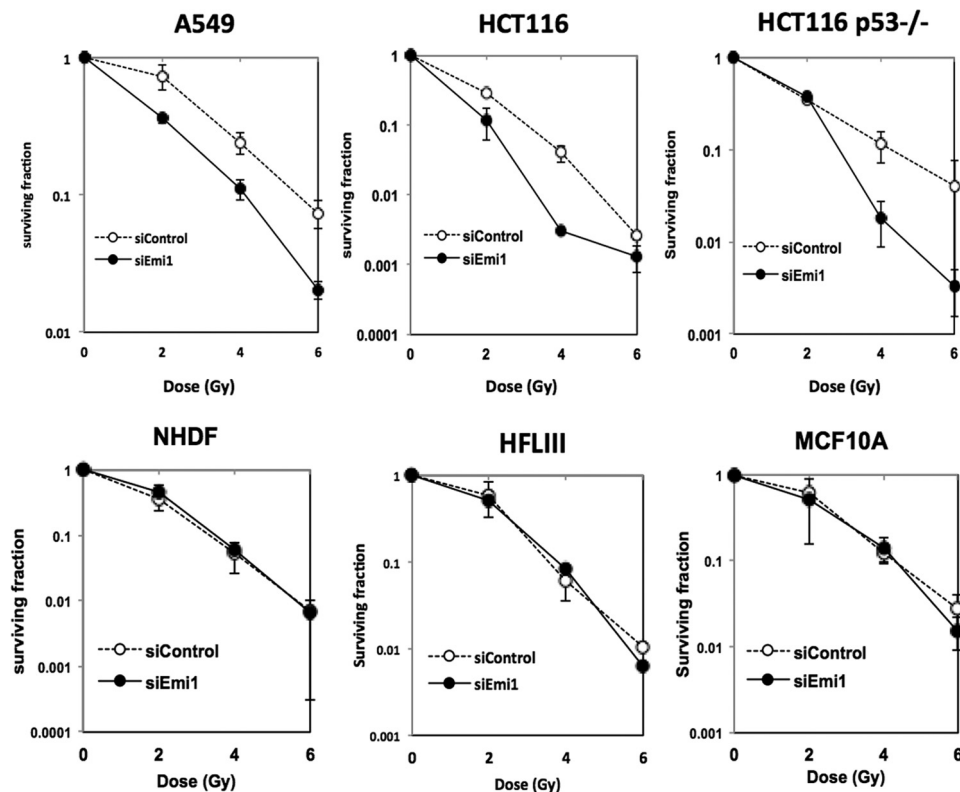 A549
HCT116
HCT116 p53-/-
surviving fraction
1
0.1
0.01
siControl
siEmi1
0
2
4
6
Dose (Gy)
surviving fraction
1
0.1
0.01
0.001
0.0001
siControl
siEmi1
0
2
4
6
Dose (Gy)
Surviving fraction
1
0.1
0.01
0.001
siControl
siEmi1
0
2
4
6
Dose (Gy)
NHDF
HFLIII
MCF10A
surviving fraction
1
0.1
0.01
0.001
0.0001
siControl
siEmi1
0
2
4
6
Dose (Gy)
Surviving fraction
1
0.1
0.01
0.001
siControl
siEmi1
0
2
4
6
Dose (Gy)
Surviving fraction
1
0.1
0.01
0.001
siControl
siEmi1
0
2
4
6
Dose (Gy)